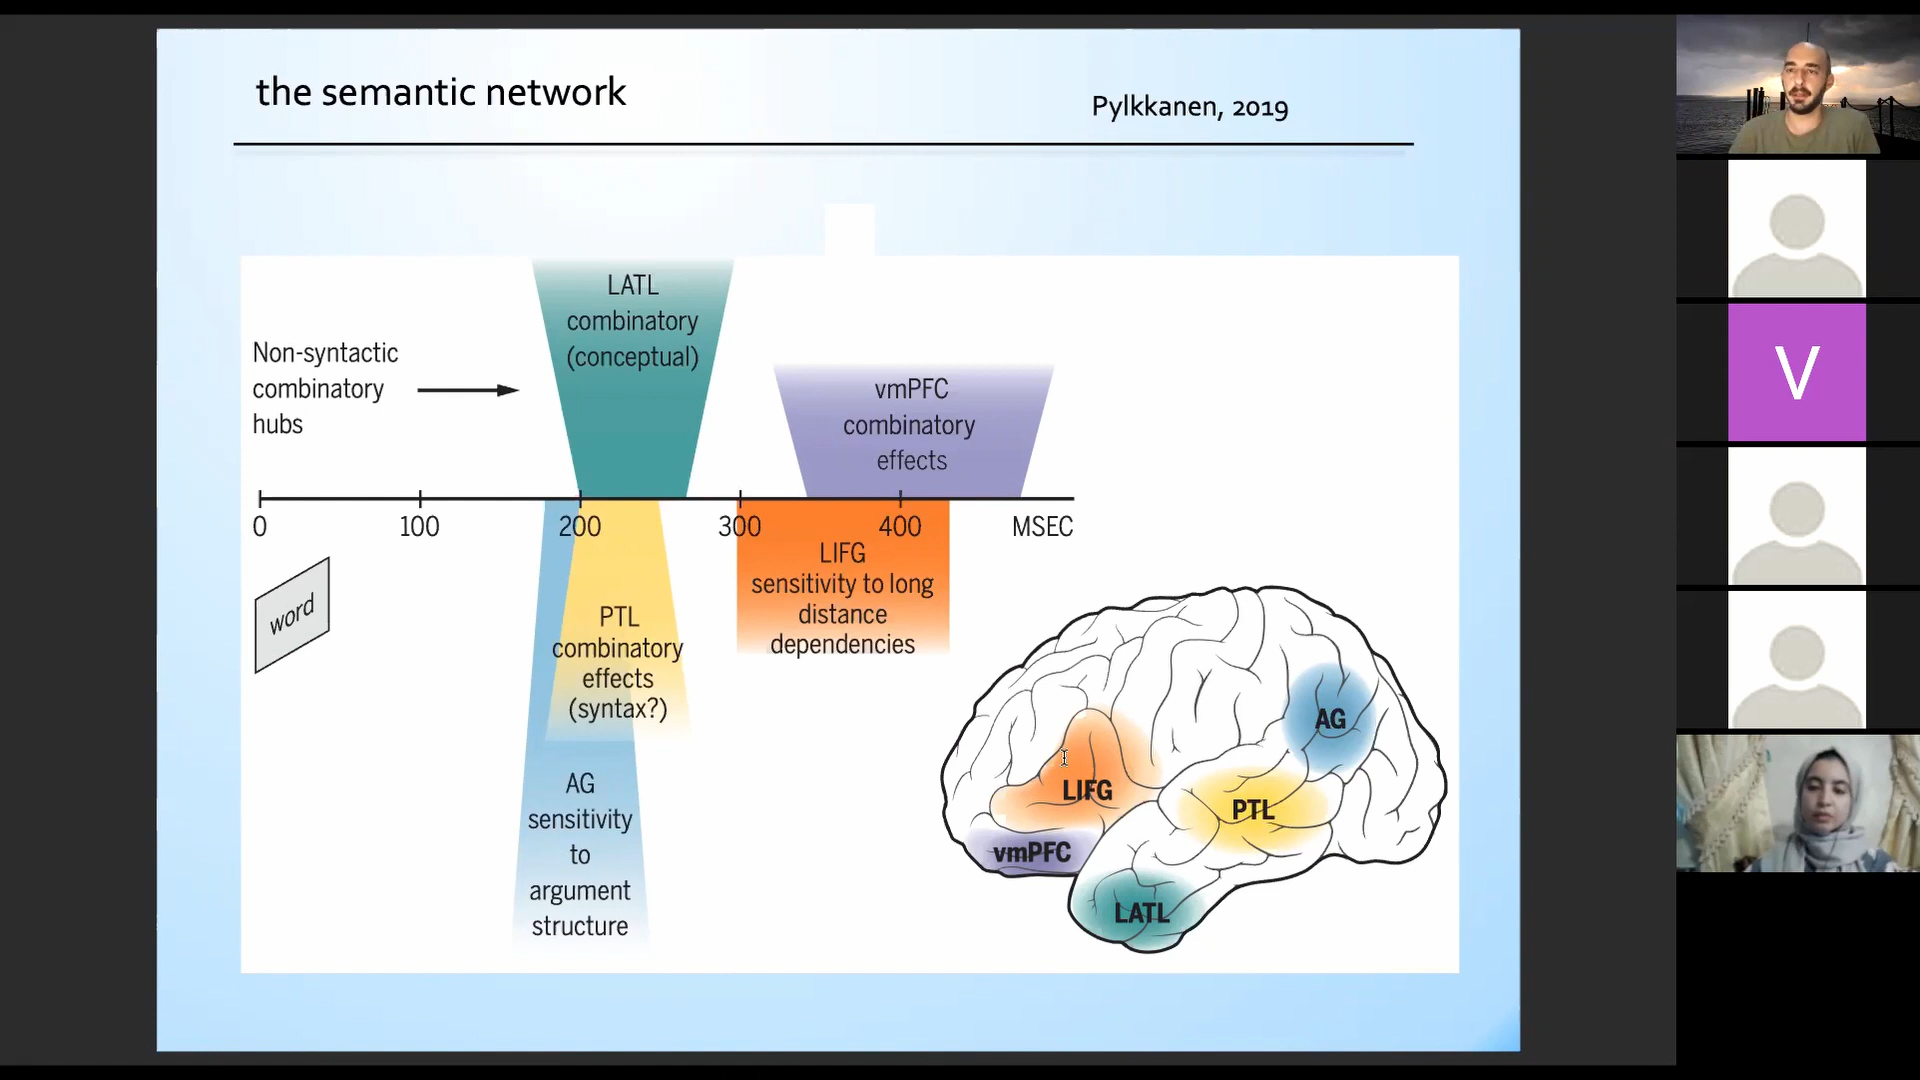 the semantic network
Pylkkanen, 2019
LATL
combinatory
(conceptual)
Non-syntactic
combinatory
hubs
vmPFC
combinatory
effects
0
100
200
300
400
MSEC
word
PTL
combinatory
effects
(syntax?)
LIFG
sensitivity to long
distance
dependencies
AG
sensitivity
to
argument
structure
AG
LIFG
PTL
vmPFC
LATL
V